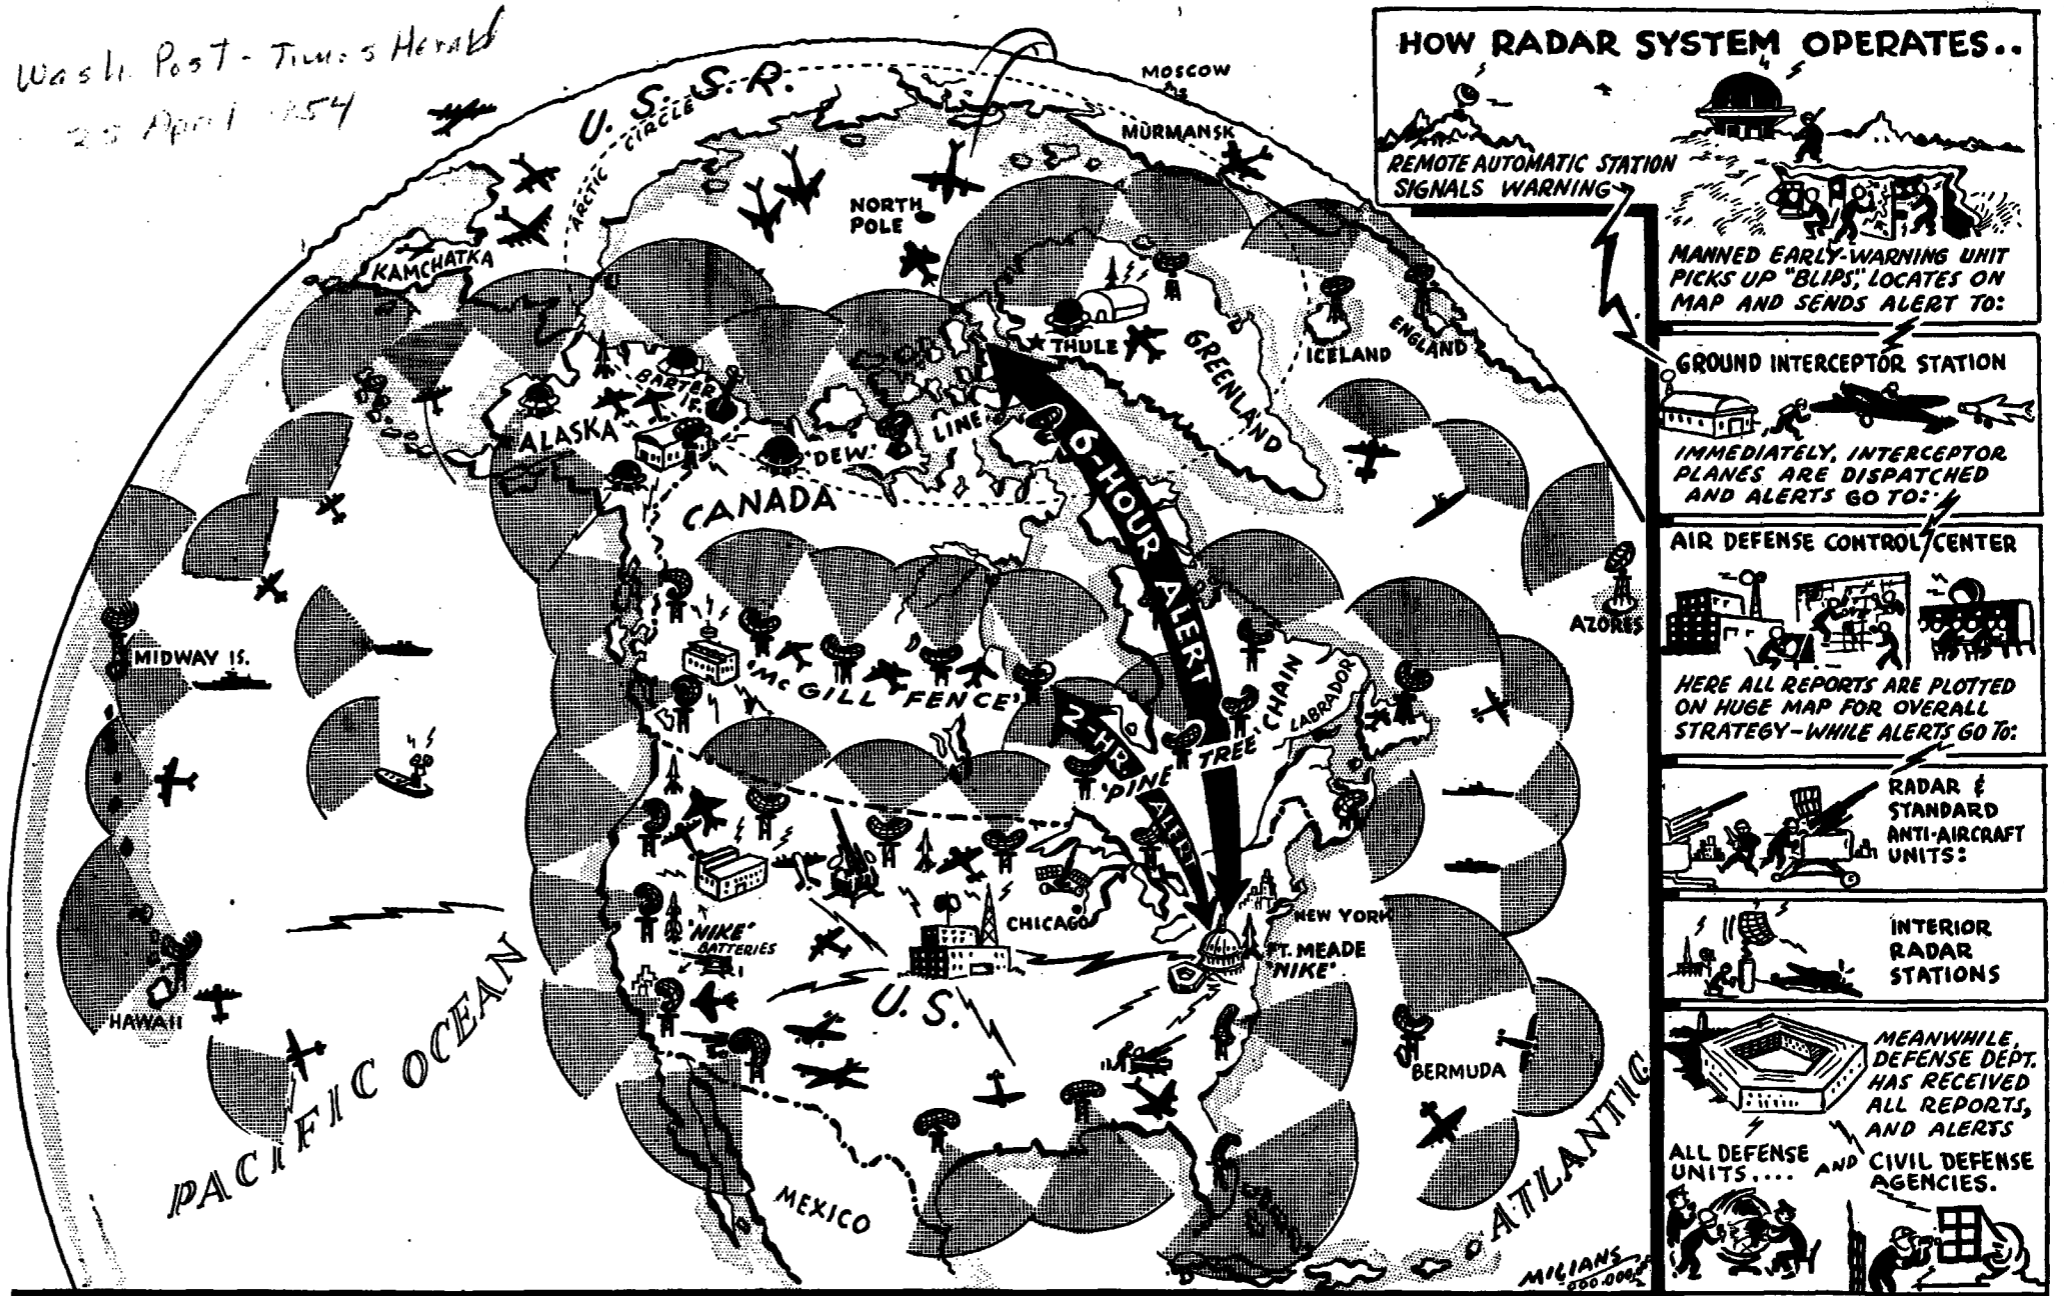 Wash. Post - Times Herald
25 April 1954
HOW RADAR SYSTEM OPERATES..
REMOTE AUTOMATIC STATION
SIGNALS WARNING
MANNED EARLY-WARNING UNIT
PICKS UP "BLIPS", LOCATES ON
MAP AND SENDS ALERT TO:
GROUND INTERCEPTOR STATION
IMMEDIATELY, INTERCEPTOR
PLANES ARE DISPATCHED
AND ALERTS GO TO:
AIR DEFENSE CONTROL CENTER
HERE ALL REPORTS ARE PLOTTED
ON HUGE MAP FOR OVERALL
STRATEGY-WHILE ALERTS GO TO:
RADAR &
STANDARD
ANTI-AIRCRAFT
UNITS:
INTERIOR
RADAR
STATIONS
MEANWHILE,
DEFENSE DEPT.
HAS RECEIVED
ALL REPORTS,
AND ALERTS
ALL DEFENSE
UNITS....
AND CIVIL DEFENSE
AGENCIES.
U.S.S.R.
ARCTIC CIRCLE
MOSCOW
MURMANSK
KAMCHATKA
NORTH
POLE
THULE
GREENLAND
ICELAND
ENGLAND
BARTER
IS.
ALASKA
'DEW' LINE
CANADA
6-HOUR ALERT
AZORES
MIDWAY IS.
'McGILL FENCE'
2-HR. ALERT
'PINE TREE' CHAIN
LABRADOR
'NIKE'
BATTERIES
CHICAGO
NEW YORK
FT. MEADE
"NIKE"
U.S.
HAWAII
BERMUDA
PACIFIC OCEAN
MEXICO
ATLANTIC
MILIANS